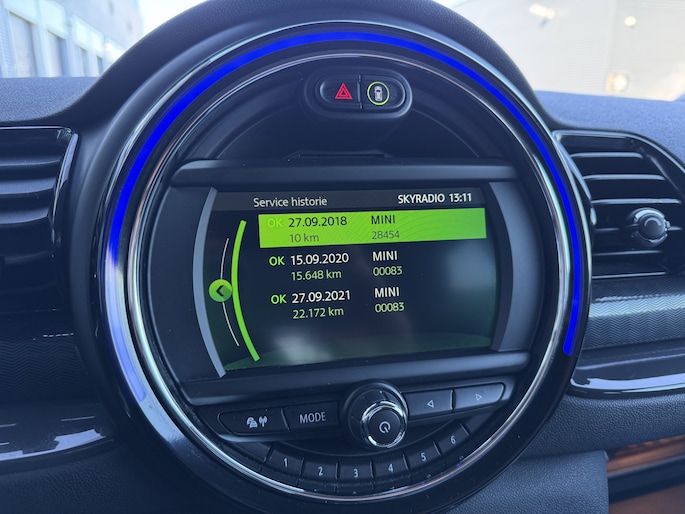 Service historie SKYRADIO 13:11
OK 27.09.2018 MINI
10 km 28454
OK 15.09.2020 MINI
15.648 km 00083
OK 27.09.2021 MINI
22.172 km 00083
MODE
1 2 3 4 5 6